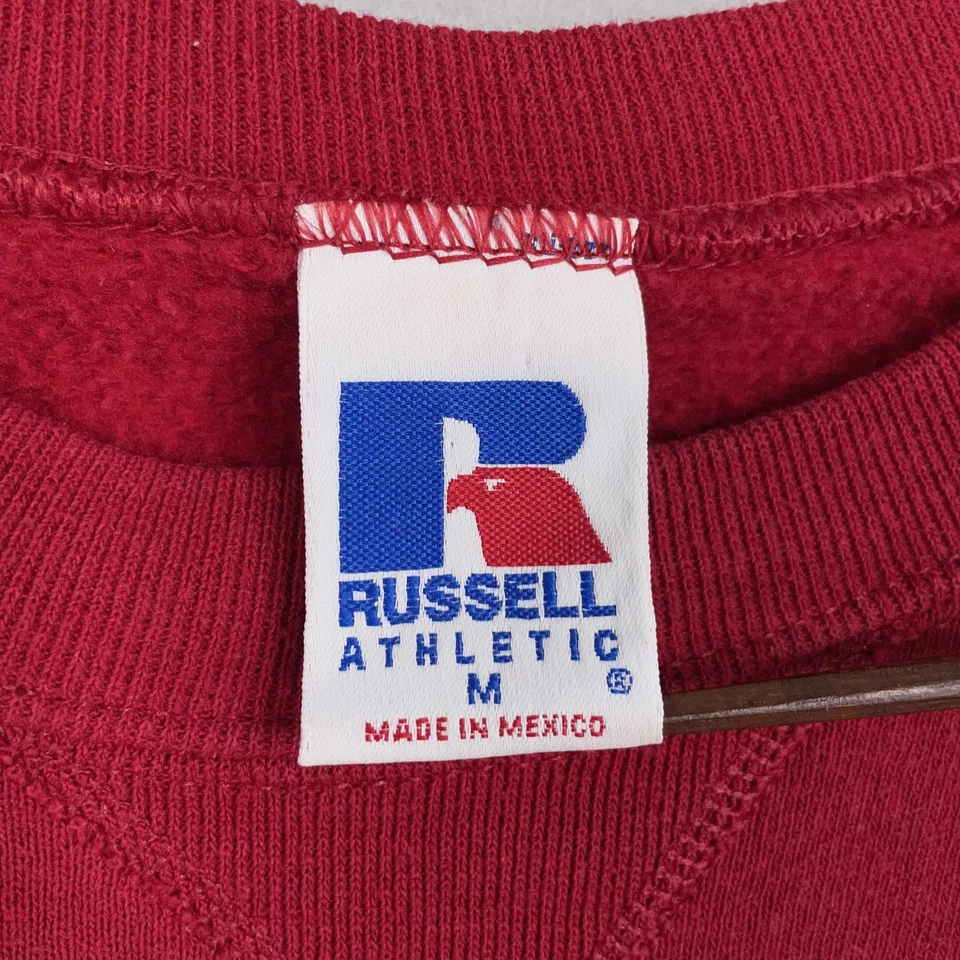 RUSSELL
ATHLETIC
M ®
MADE IN MEXICO